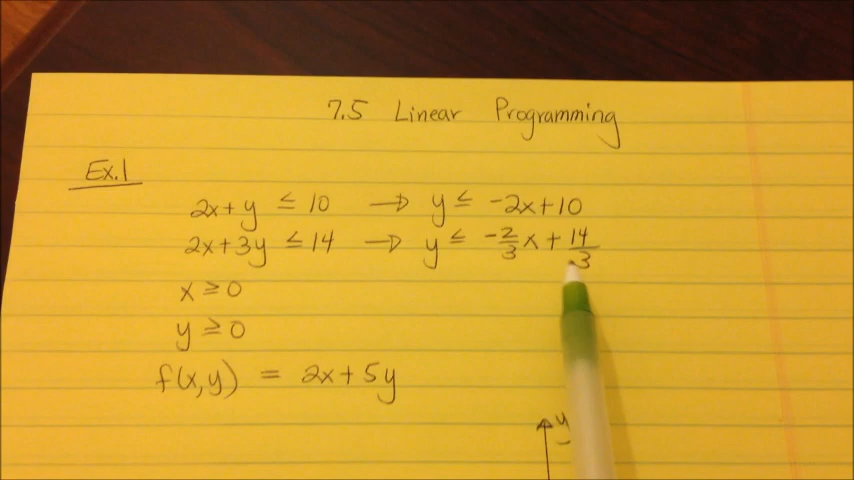 7.5 Linear Programming
Ex.1
2x+y ≤ 10 → y ≤ -2x+10
2x+3y ≤ 14 → y ≤ -2/3 x + 14/3
x ≥ 0
y ≥ 0
f(x,y) = 2x+5y
y